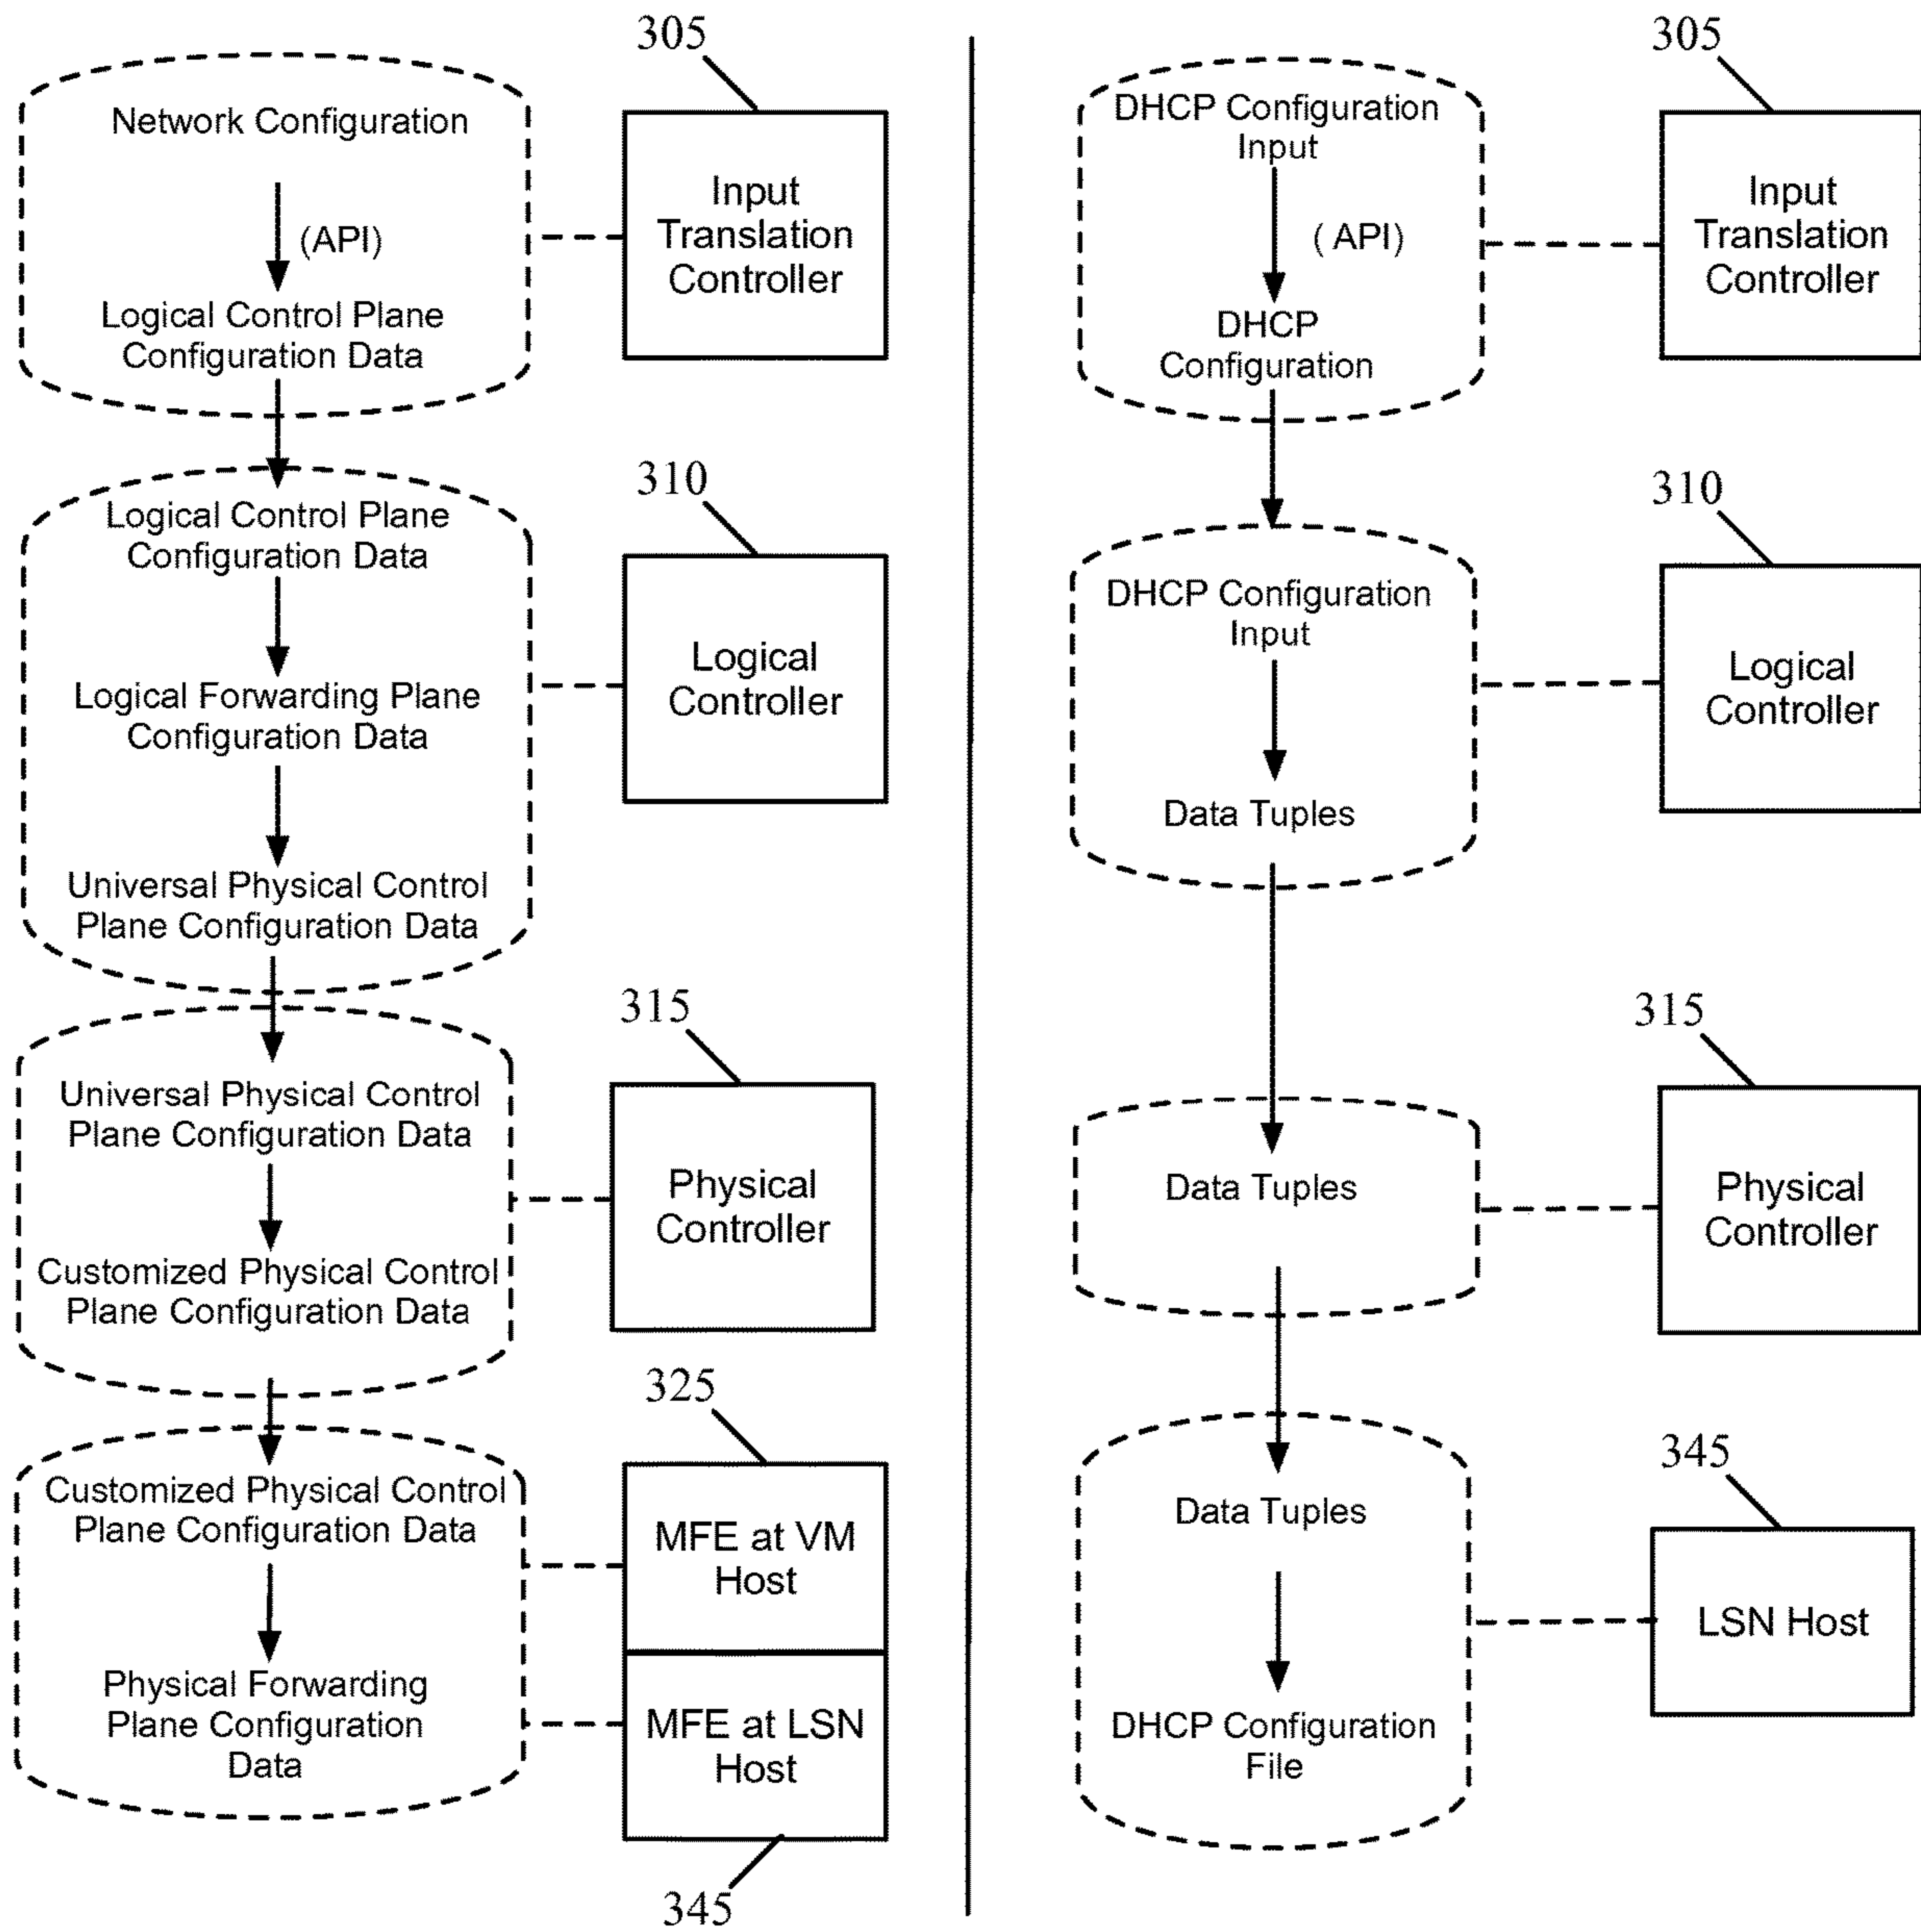 305
Network Configuration
(API)
Logical Control Plane
Configuration Data
Input
Translation
Controller
310
Logical Control Plane
Configuration Data
Logical Forwarding Plane
Configuration Data
Universal Physical Control
Plane Configuration Data
Logical
Controller
315
Universal Physical Control
Plane Configuration Data
Customized Physical Control
Plane Configuration Data
Physical
Controller
325
Customized Physical Control
Plane Configuration Data
Physical Forwarding
Plane Configuration
Data
MFE at VM
Host
MFE at LSN
Host
345
305
DHCP Configuration
Input
( API)
DHCP
Configuration
Input
Translation
Controller
310
DHCP Configuration
Input
Data Tuples
Logical
Controller
315
Data Tuples
Physical
Controller
345
Data Tuples
DHCP Configuration
File
LSN Host